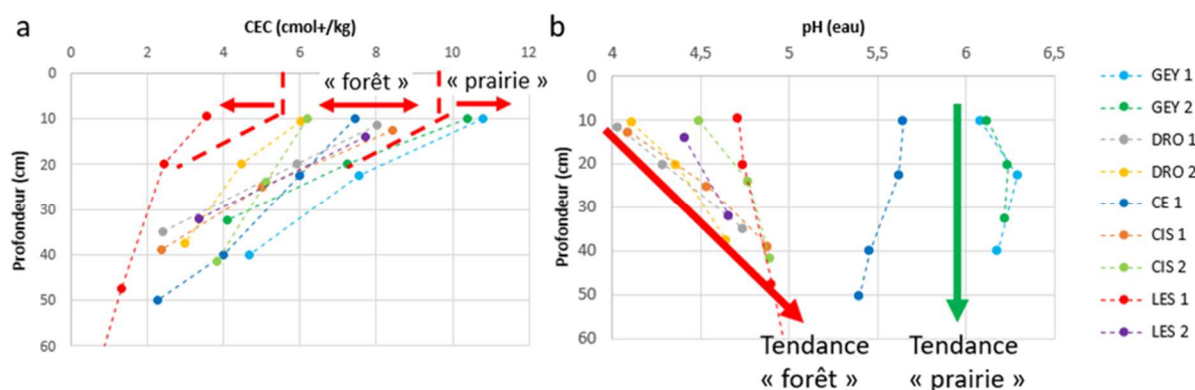 a
CEC (cmol+/kg)
0 2 4 6 8 10 12
« forêt » « prairie »
Profondeur (cm)
0
10
20
30
40
50
60
b
pH (eau)
4 4,5 5 5,5 6 6,5
Profondeur (cm)
0
10
20
30
40
50
60
Tendance
« forêt »
Tendance
« prairie »
GEY 1
GEY 2
DRO 1
DRO 2
CE 1
CIS 1
CIS 2
LES 1
LES 2